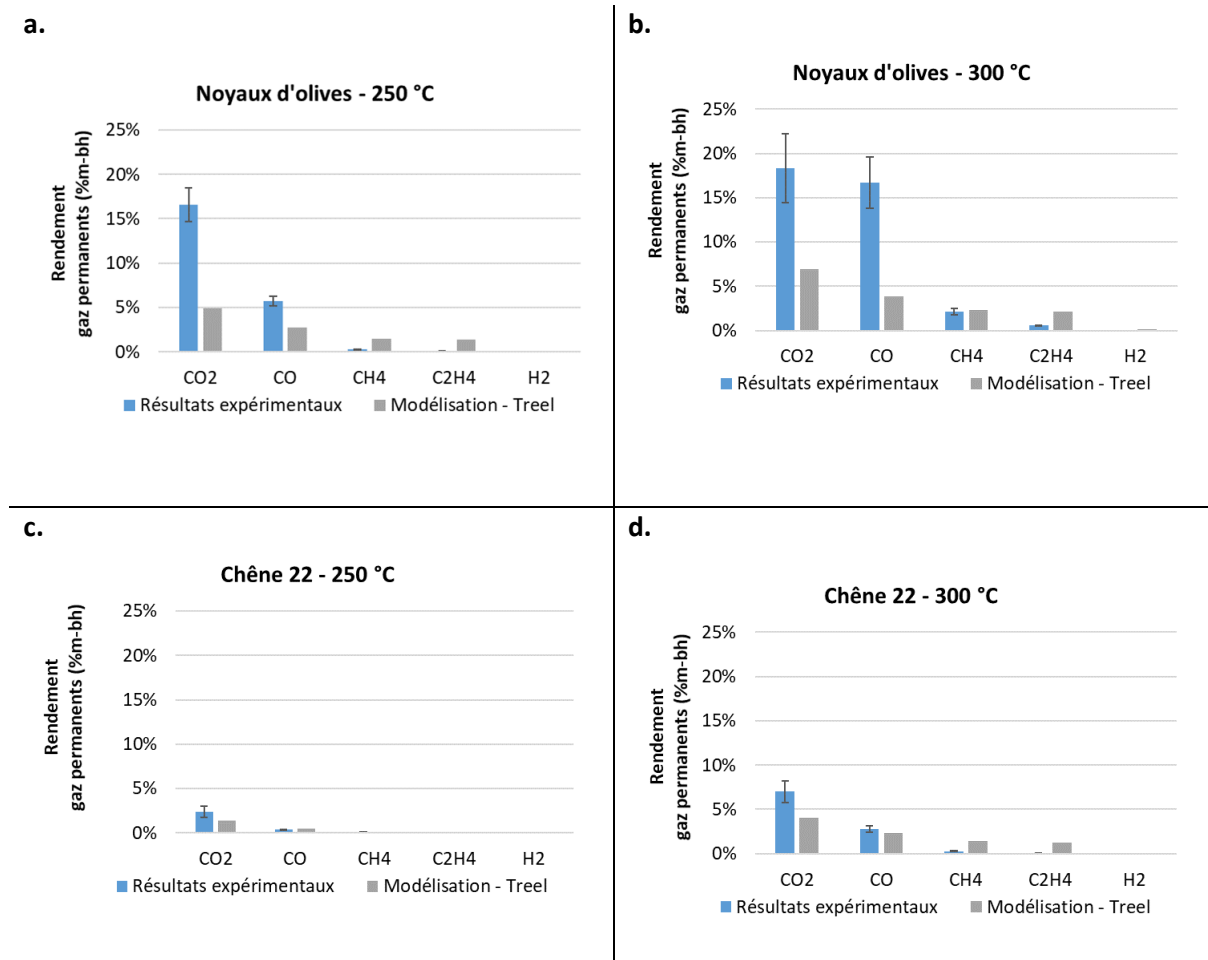 a.
Noyaux d'olives - 250 °C
Rendement
gaz permanents (%m-bh)
25%
20%
15%
10%
5%
0%
CO2 CO CH4 C2H4 H2
Résultats expérimentaux Modélisation - Treel
b.
Noyaux d'olives - 300 °C
Rendement
gaz permanents (%m-bh)
25%
20%
15%
10%
5%
0%
CO2 CO CH4 C2H4 H2
Résultats expérimentaux Modélisation - Treel
c.
Chêne 22 - 250 °C
Rendement
gaz permanents (%m-bh)
25%
20%
15%
10%
5%
0%
CO2 CO CH4 C2H4 H2
Résultats expérimentaux Modélisation - Treel
d.
Chêne 22 - 300 °C
Rendement
gaz permanents (%m-bh)
25%
20%
15%
10%
5%
0%
CO2 CO CH4 C2H4 H2
Résultats expérimentaux Modélisation - Treel